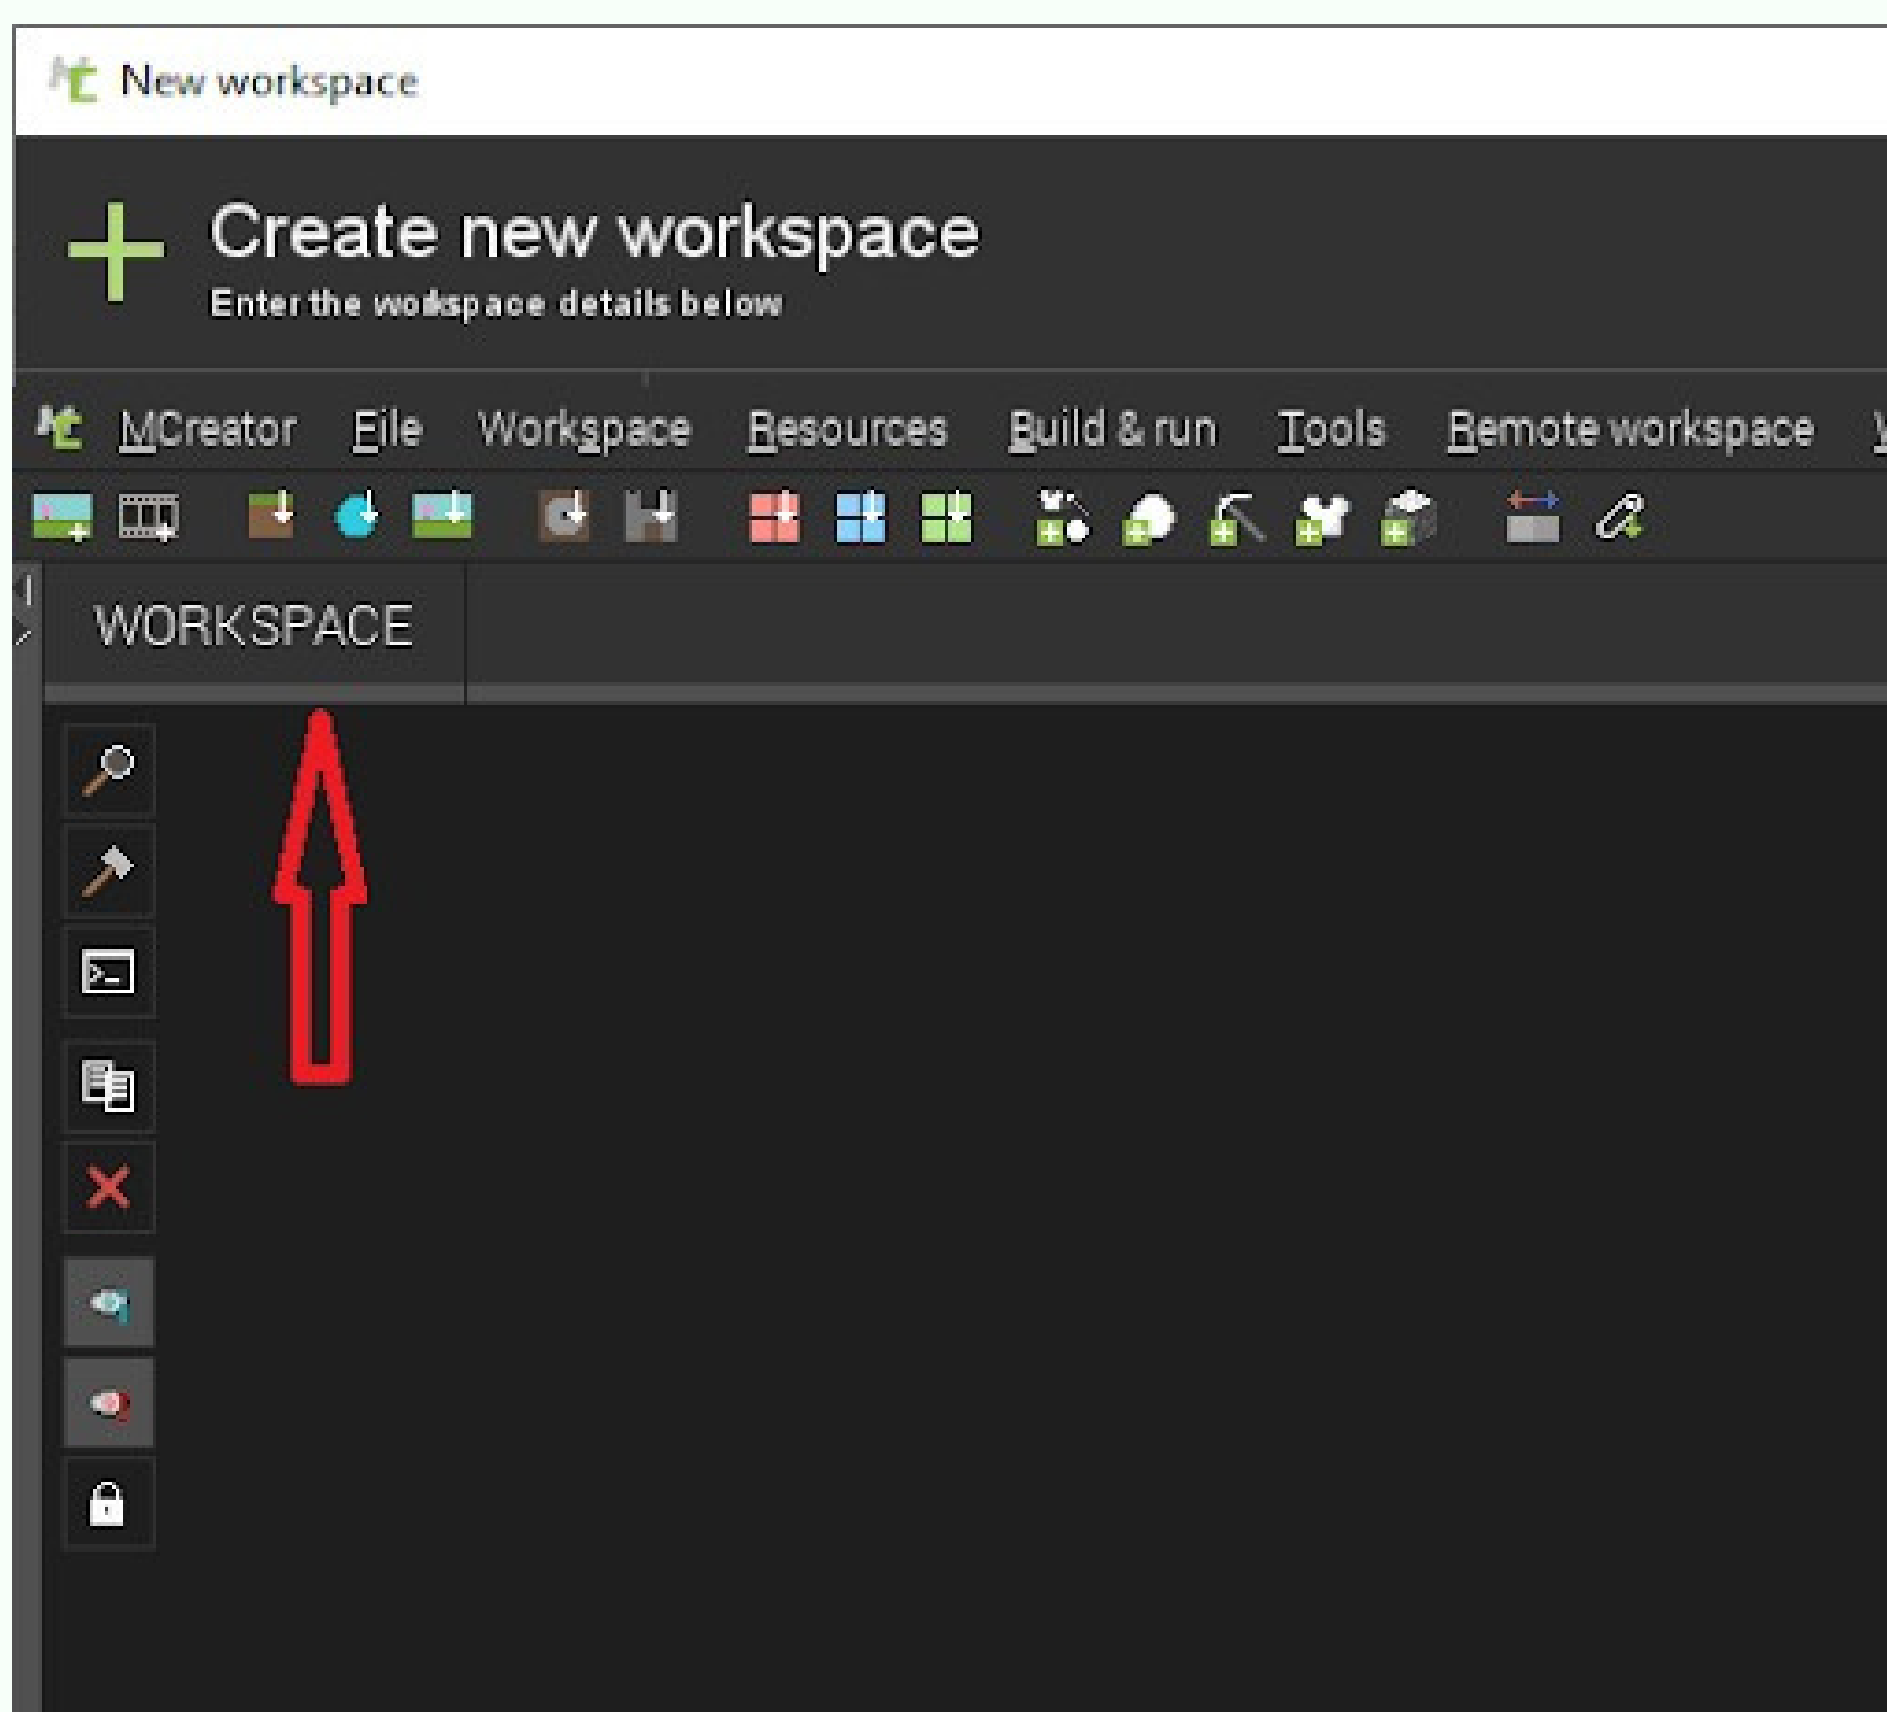 New workspace
Create new workspace
Enter the workspace details below
MCreator File Workspace Resources Build & run Tools Remote workspace
WORKSPACE